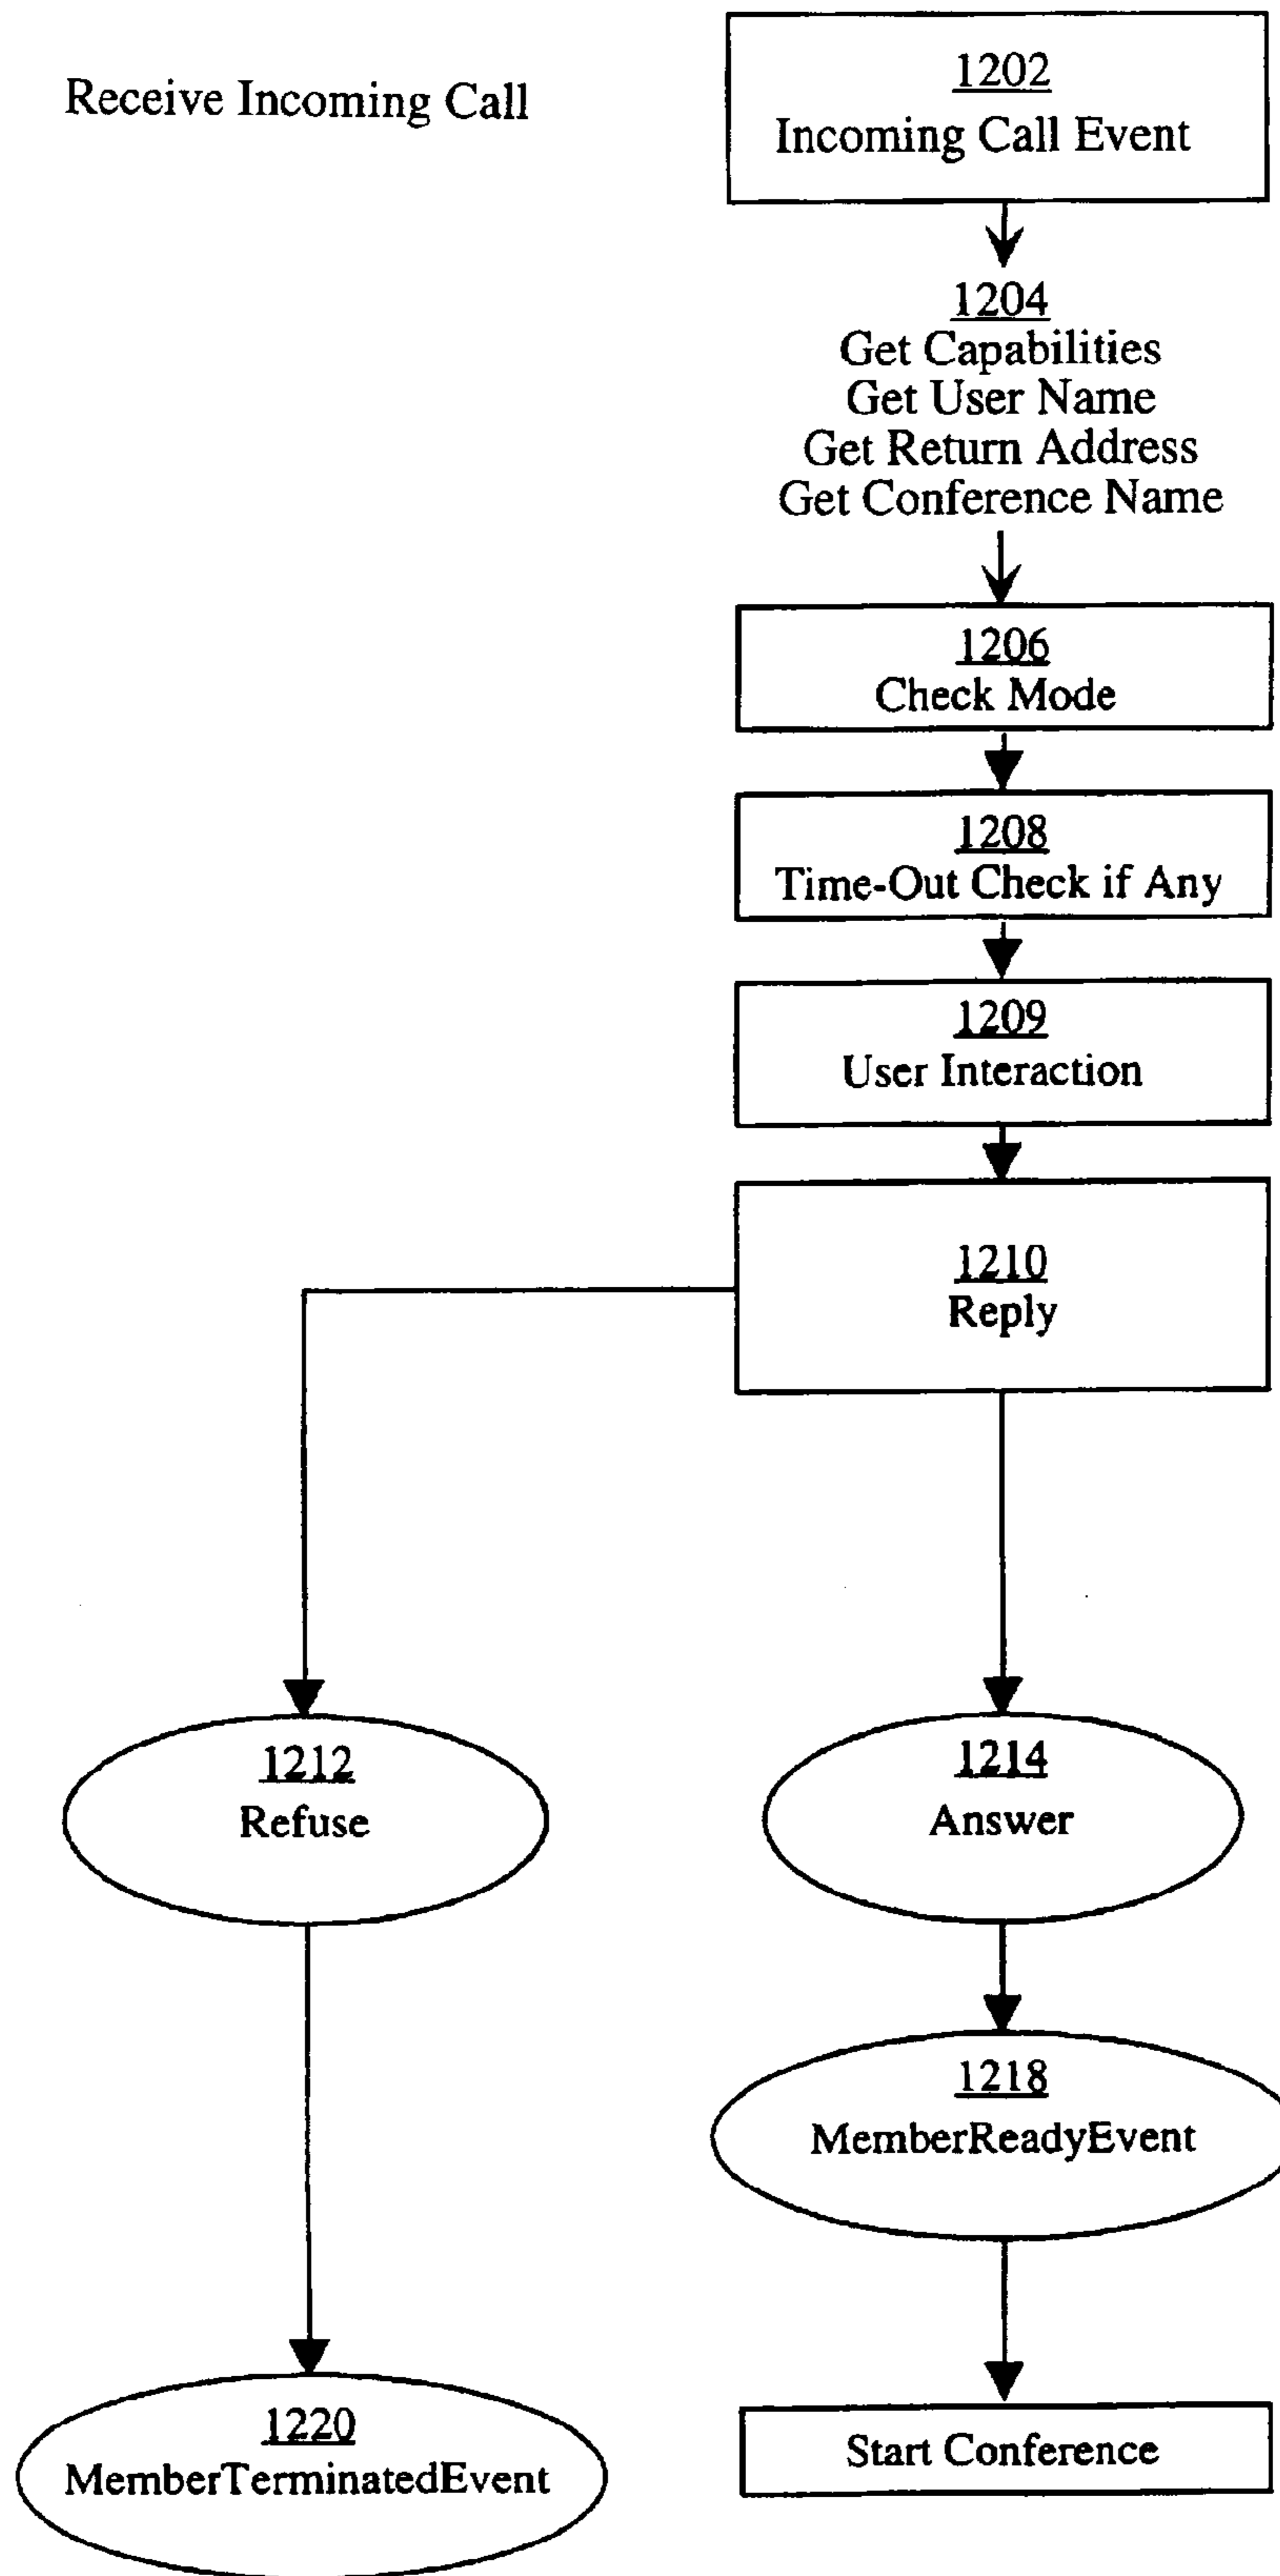 Receive Incoming Call
1202
Incoming Call Event
1204
Get Capabilities
Get User Name
Get Return Address
Get Conference Name
1206
Check Mode
1208
Time-Out Check if Any
1209
User Interaction
1210
Reply
1212
Refuse
1214
Answer
1218
MemberReadyEvent
1220
MemberTerminatedEvent
Start Conference